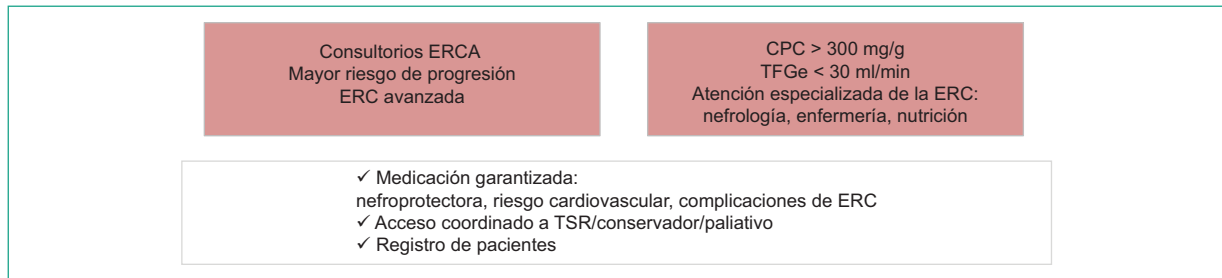 Consultorios ERCA
Mayor riesgo de progresión
ERC avanzada
CPC > 300 mg/g
TFGe < 30 ml/min
Atención especializada de la ERC:
nefrología, enfermería, nutrición
✓ Medicación garantizada:
nefroprotectora, riesgo cardiovascular, complicaciones de ERC
✓ Acceso coordinado a TSR/conservador/paliativo
✓ Registro de pacientes